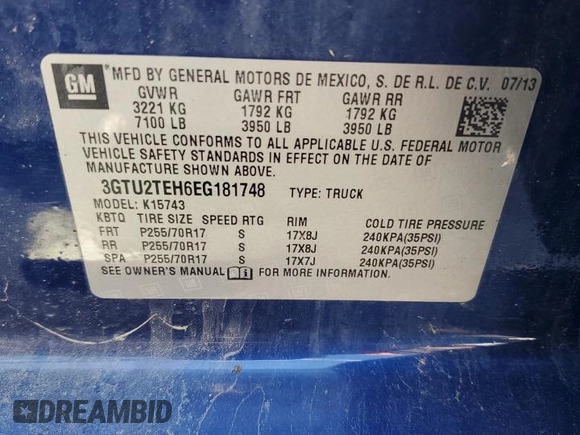 GM
*MFD BY GENERAL MOTORS DE MEXICO, S. DE R.L. DE C.V. 07/13
GVWR GAWR FRT GAWR RR
3221 KG 1792 KG 1792 KG
7100 LB 3950 LB 3950 LB
THIS VEHICLE CONFORMS TO ALL APPLICABLE U.S. FEDERAL MOTOR
VEHICLE SAFETY STANDARDS IN EFFECT ON THE DATE OF
MANUFACTURE SHOWN ABOVE.
3GTU2TEH6EG181748 TYPE: TRUCK
MODEL: K15743
KBTQ TIRE SIZE SPEED RTG RIM COLD TIRE PRESSURE
FRT P255/70R17 S 17X8J 240KPA(35PSI)
RR P255/70R17 S 17X8J 240KPA(35PSI)
SPA P255/70R17 S 17X7J 240KPA(35PSI)
SEE OWNER'S MANUAL FOR MORE INFORMATION.
DREAMBID